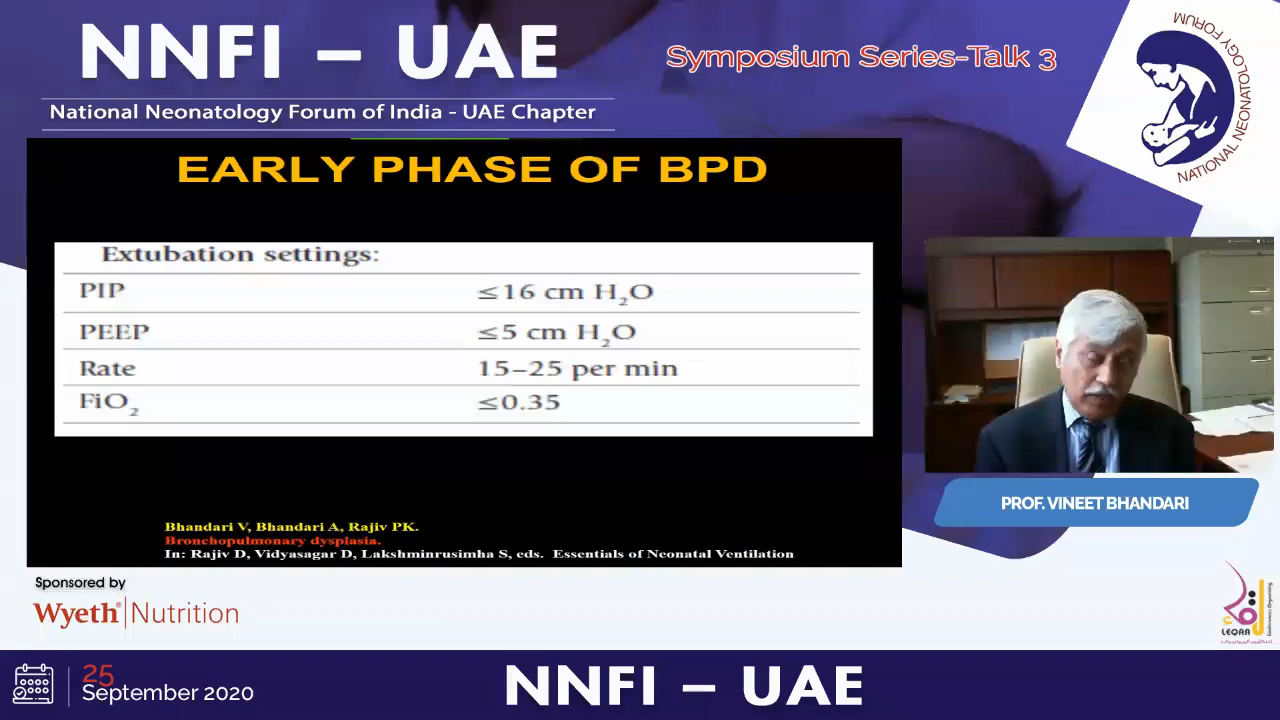 NNFI – UAE
National Neonatology Forum of India - UAE Chapter
Symposium Series-Talk 3
NATIONAL NEONATOLOGY FORUM
EARLY PHASE OF BPD
Extubation settings:
PIP ≤16 cm H₂O
PEEP ≤5 cm H₂O
Rate 15–25 per min
FiO₂ ≤0.35
Bhandari V, Bhandari A, Rajiv PK.
Bronchopulmonary dysplasia.
In: Rajiv D, Vidyasagar D, Lakshminrusimha S, eds. Essentials of Neonatal Ventilation
PROF. VINEET BHANDARI
Sponsored by
Wyeth® Nutrition
LEQAA
25
September 2020
NNFI – UAE